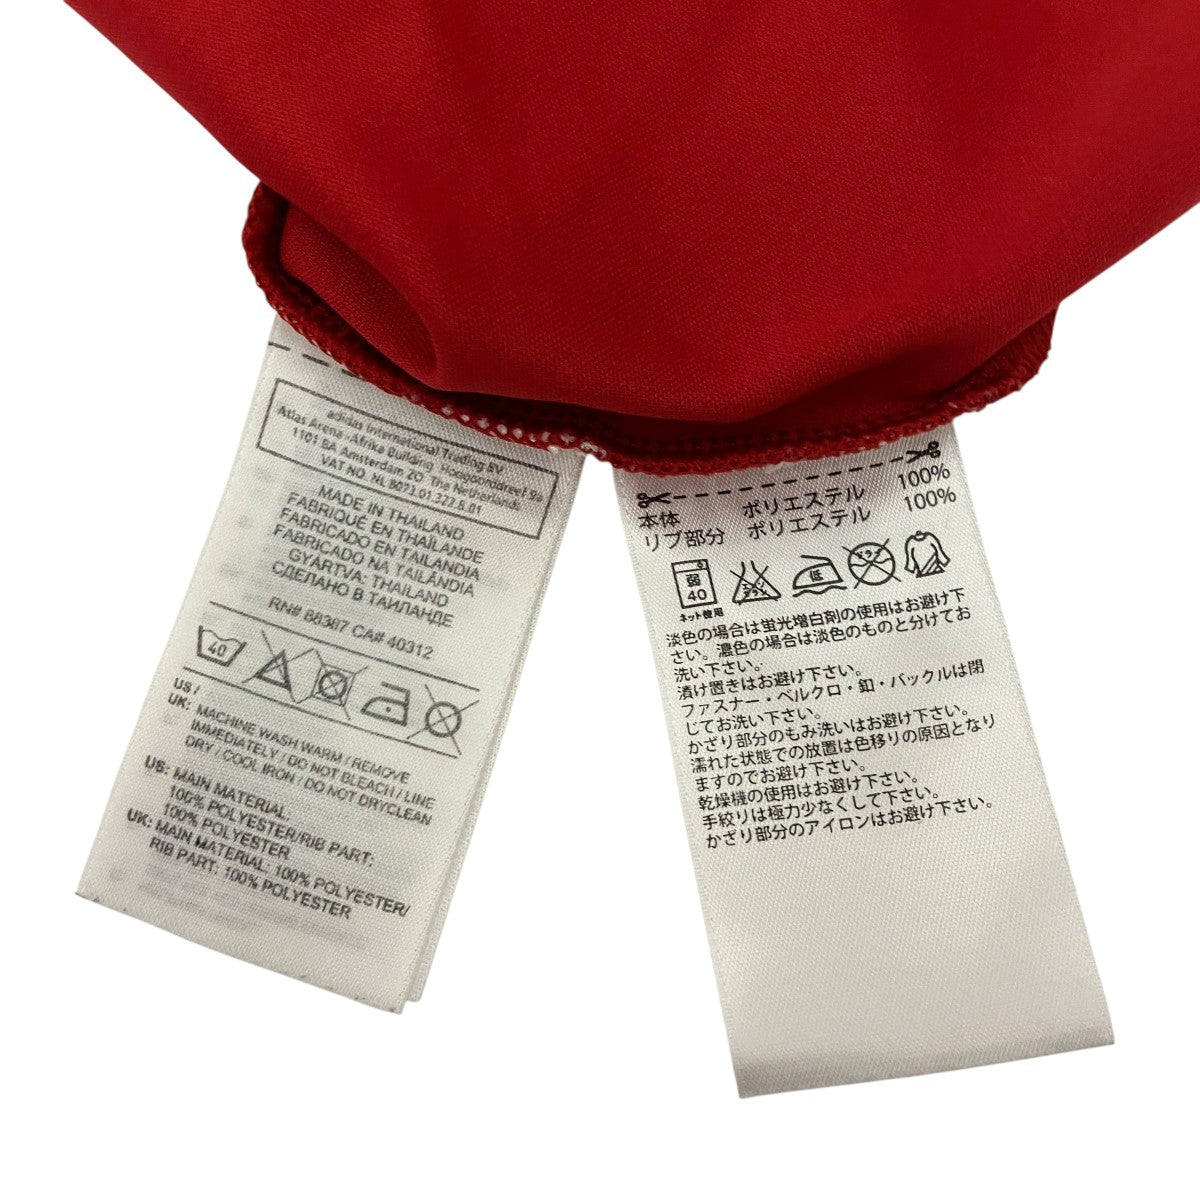 adidas International Trading BV
Atlas Arena -Afrika Building, Hoogoorddreef 9a
1101 BA Amsterdam ZO The Netherlands
VAT NO. NL 8073.01.327.B.01
MADE IN THAILAND
FABRIQUÉ EN THAÏLANDE
FABRICADO EN TAILANDIA
FABRICADO NA TAILÂNDIA
GYÁRTVA: THAILAND
СДЕЛАНО В ТАИЛАНДЕ
RN# 88387 CA# 40312
40
US /
UK: MACHINE WASH WARM / REMOVE
IMMEDIATELY / DO NOT BLEACH / LINE
DRY / COOL IRON / DO NOT DRYCLEAN
US: MAIN MATERIAL:
100% POLYESTER/RIB PART:
100% POLYESTER
UK: MAIN MATERIAL: 100% POLYESTER/
RIB PART: 100% POLYESTER
本体 ポリエステル 100%
リブ部分 ポリエステル 100%
弱
40
エンソサラシ
低
ドライ
ネット使用
淡色の場合は蛍光増白剤の使用はお避け下
さい。濃色の場合は淡色のものと分けてお
洗い下さい。
漬け置きはお避け下さい。
ファスナー・ベルクロ・釦・バックルは閉
じてお洗い下さい。
かざり部分のもみ洗いはお避け下さい。
濡れた状態での放置は色移りの原因となり
ますのでお避け下さい。
乾燥機の使用はお避け下さい。
手絞りは極力少なくして下さい。
かざり部分のアイロンはお避け下さい。